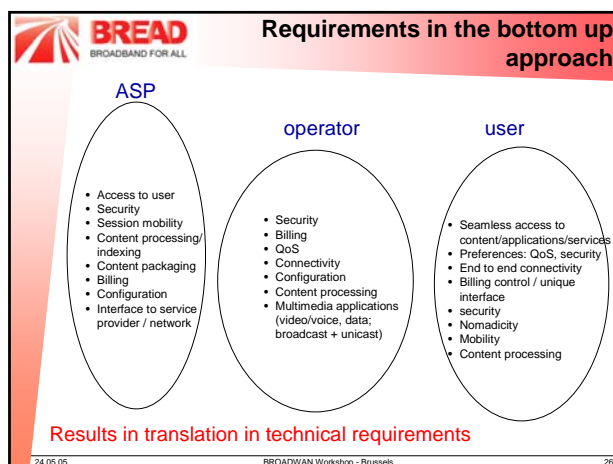 BREAD
BROADBAND FOR ALL
Requirements in the bottom up
approach
ASP
• Access to user
• Security
• Session mobility
• Content processing/
indexing
• Content packaging
• Billing
• Configuration
• Interface to service
provider / network
operator
• Security
• Billing
• QoS
• Connectivity
• Configuration
• Content processing
• Multimedia applications
(video/voice, data;
broadcast + unicast)
user
• Seamless access to
content/applications/services
• Preferences: QoS, security
• End to end connectivity
• Billing control / unique
interface
• security
• Nomadicity
• Mobility
• Content processing
Results in translation in technical requirements
24.05.05
BROADWAN Workshop - Brussels
26